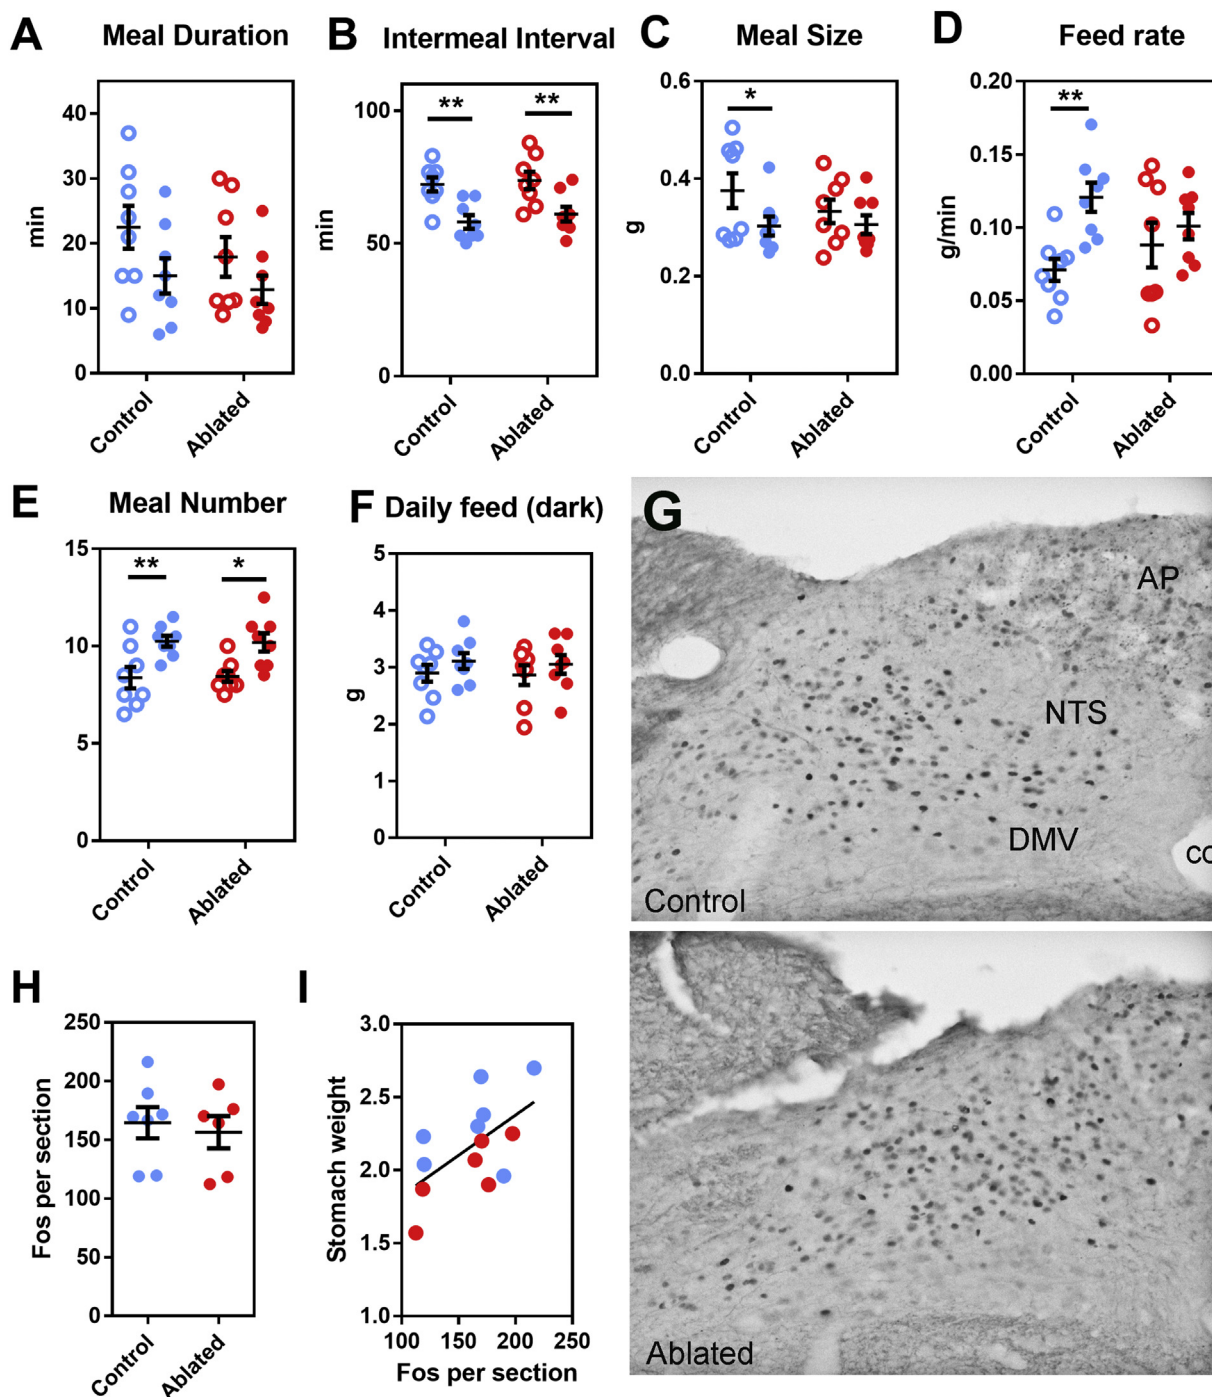 A Meal Duration
min
40
30
20
10
0
Control
Ablated
B Intermeal Interval
min
100
50
0
**
**
Control
Ablated
C Meal Size
g
0.6
0.4
0.2
0.0
*
Control
Ablated
D Feed rate
g/min
0.20
0.15
0.10
0.05
0.00
**
Control
Ablated
E Meal Number
15
10
5
0
**
*
Control
Ablated
F Daily feed (dark)
g
5
4
3
2
1
0
Control
Ablated
G
AP
NTS
DMV
cc
Control
Ablated
H
Fos per section
250
200
150
100
50
0
Control
Ablated
I
Stomach weight
3.0
2.5
2.0
1.5
1.0
100 150 200 250
Fos per section